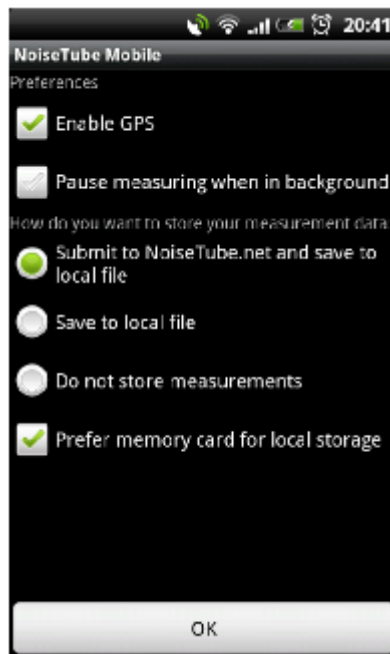 20:41
NoiseTube Mobile
Preferences
Enable GPS
Pause measuring when in background
How do you want to store your measurement data
Submit to NoiseTube.net and save to
local file
Save to local file
Do not store measurements
Prefer memory card for local storage
OK